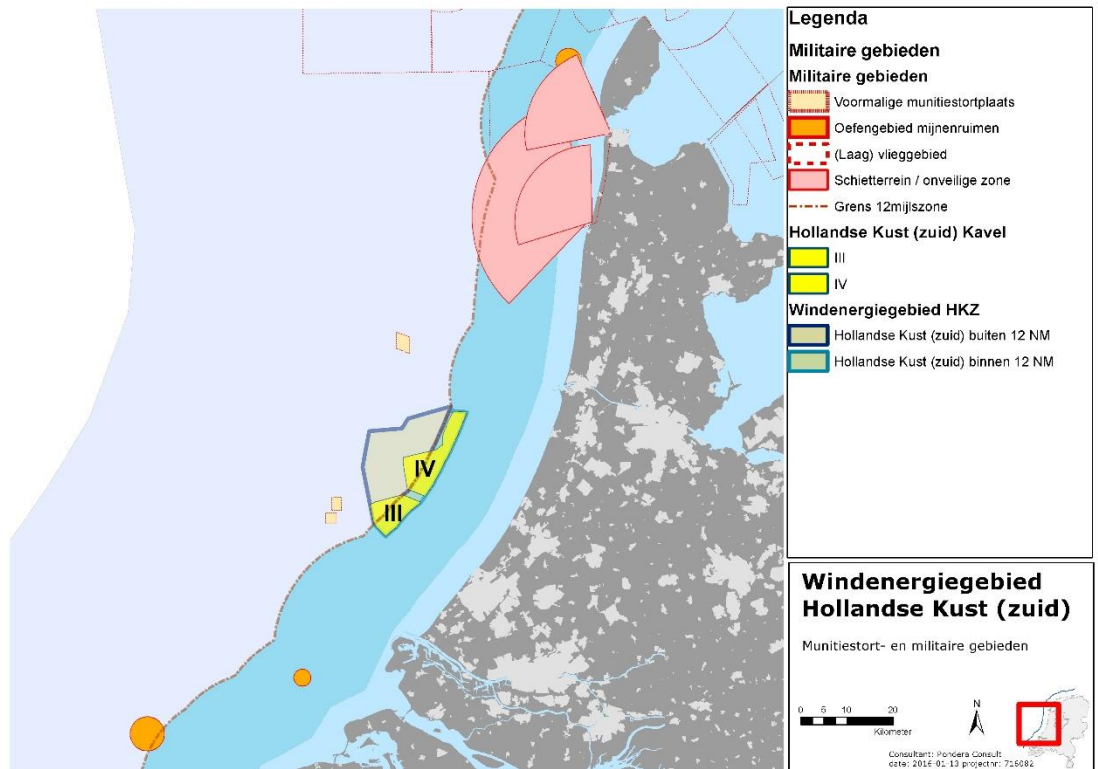 Legenda
Militaire gebieden
Militaire gebieden
Voormalige munitiestortplaats
Oefengebied mijnenruimen
(Laag) vlieggebied
Schietterrein / onveilige zone
Grens 12mijlszone
Hollandse Kust (zuid) Kavel
III
IV
Windenergiegebied HKZ
Hollandse Kust (zuid) buiten 12 NM
Hollandse Kust (zuid) binnen 12 NM
IV
III
Windenergiegebied
Hollandse Kust (zuid)
Munitiestort- en militaire gebieden
0 5 10 20
Kilometer
N
Consultant: Pondera Consult
date: 2016-01-13 projectnr: 716082